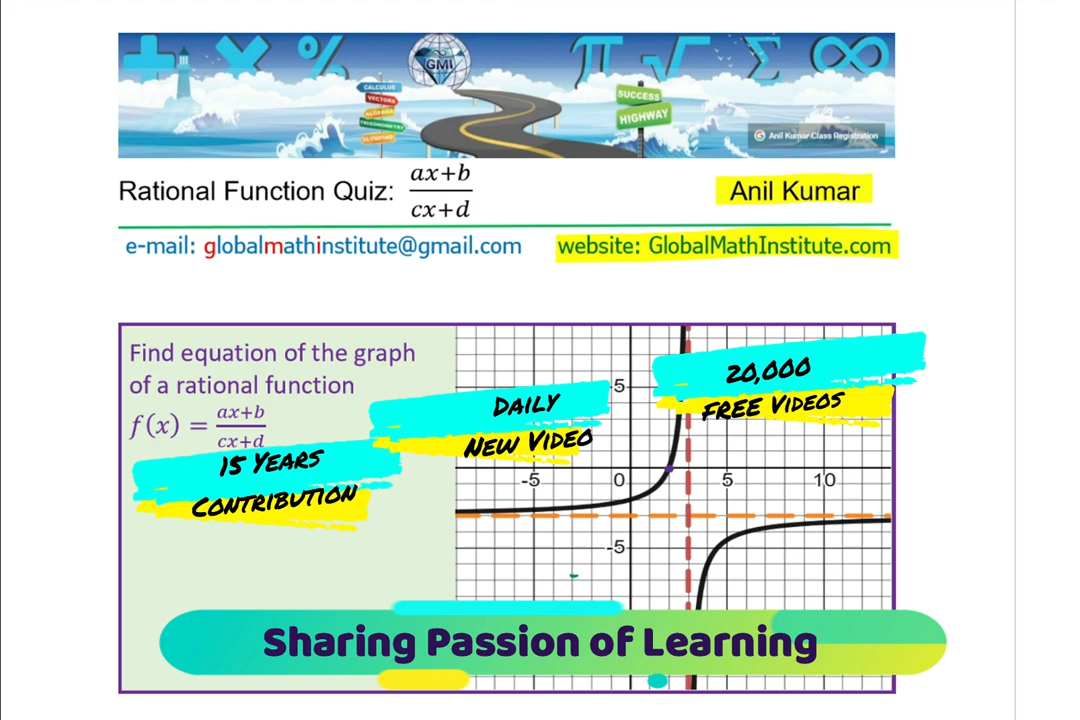 GMI
CALCULUS
VECTORS
ALGEBRA
TRIGONOMETRY
OLYMPIAD
SUCCESS
HIGHWAY
Anil Kumar Class Registration
Rational Function Quiz: ax+b/cx+d
Anil Kumar
e-mail: globalmathinstitute@gmail.com
website: GlobalMathInstitute.com
Find equation of the graph
of a rational function
f(x) = ax+b/cx+d
15 YEARS
CONTRIBUTION
DAILY
NEW VIDEO
20,000
FREE VIDEOS
5
-5 0 5 10
-5
Sharing Passion of Learning